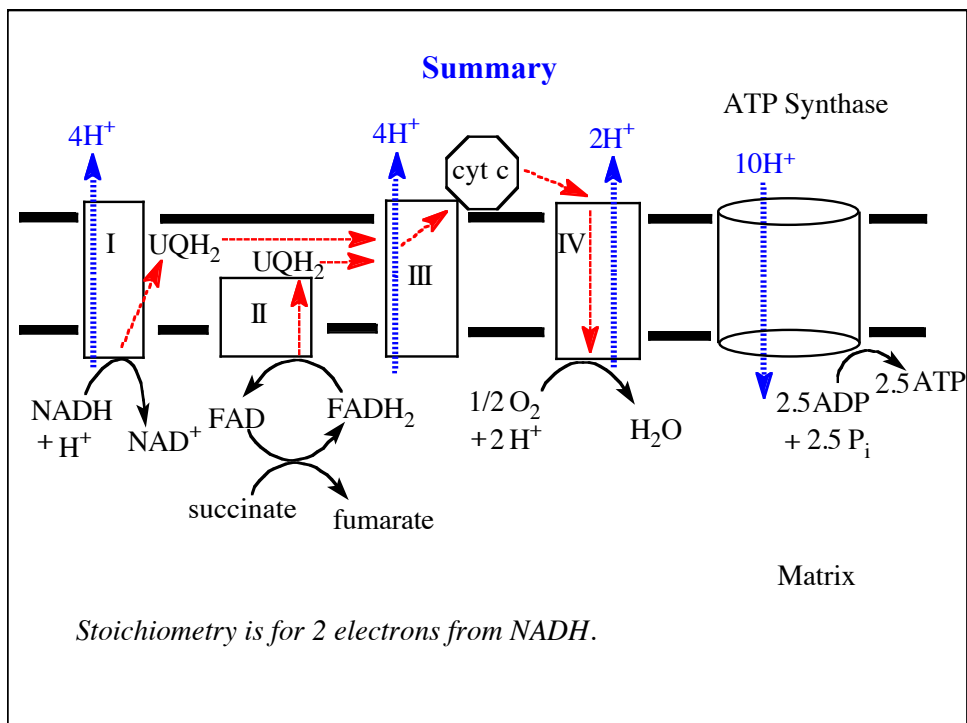 Summary
ATP Synthase
4H⁺
4H⁺
cyt c
2H⁺
10H⁺
I
UQH₂
UQH₂
II
III
IV
NADH
+ H⁺
NAD⁺
FAD
FADH₂
succinate
fumarate
1/2 O₂
+ 2 H⁺
H₂O
2.5 ADP
+ 2.5 Pᵢ
2.5 ATP
Matrix
Stoichiometry is for 2 electrons from NADH.